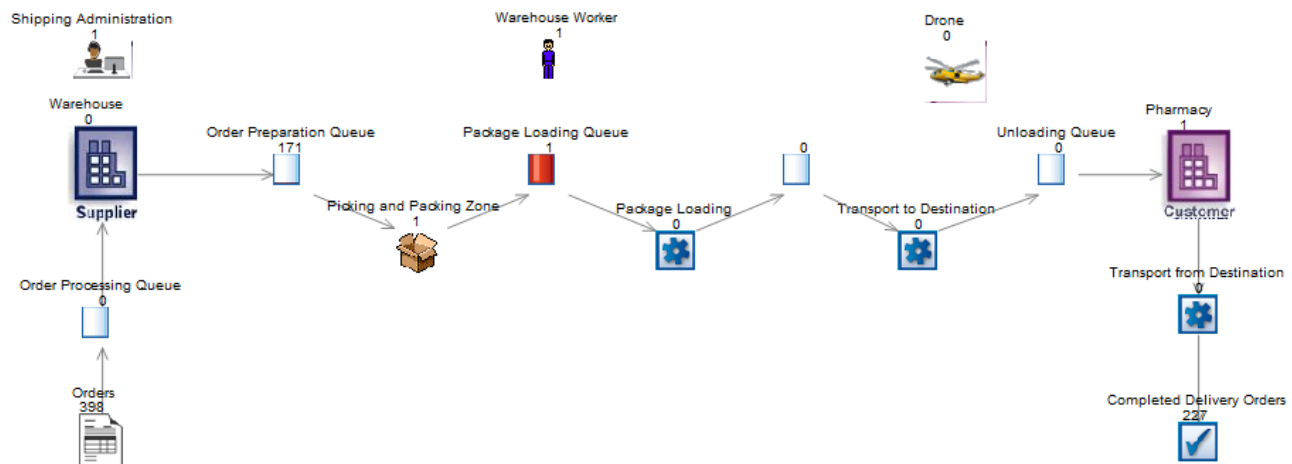 Shipping Administration
1
Warehouse Worker
1
Drone
0
Warehouse
0
Supplier
Order Preparation Queue
171
Package Loading Queue
1
0
Unloading Queue
0
Pharmacy
1
Customer
Picking and Packing Zone
1
Package Loading
0
Transport to Destination
0
Order Processing Queue
0
Transport from Destination
0
Orders
398
Completed Delivery Orders
227